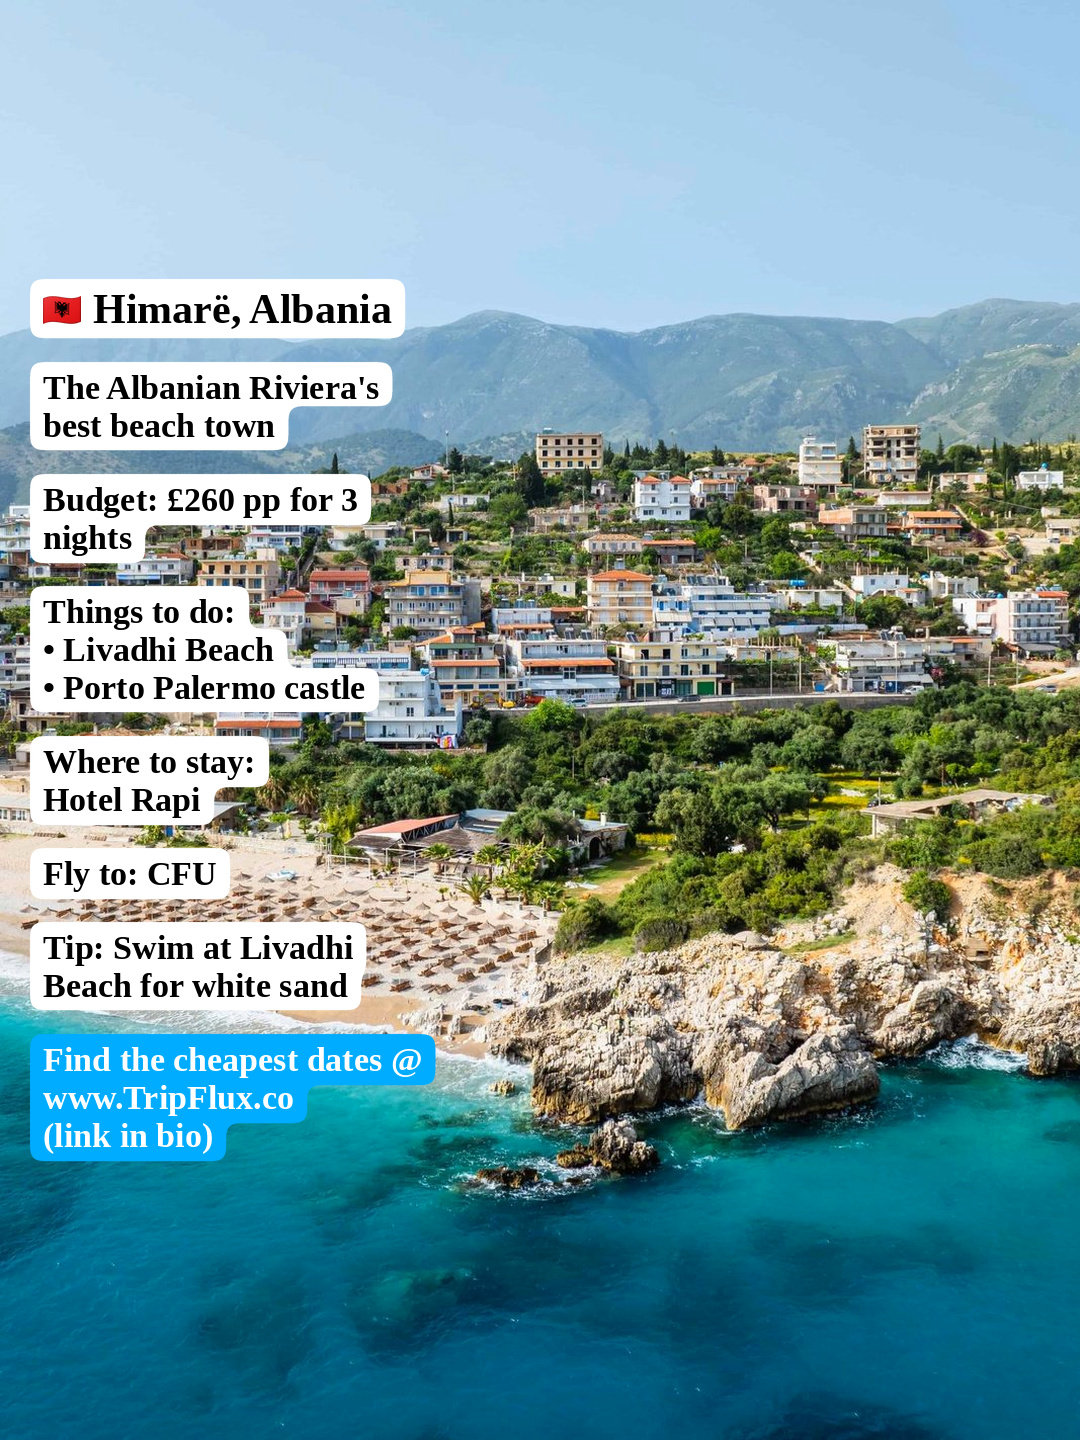 🇦🇱 Himarë, Albania
The Albanian Riviera's
best beach town
Budget: £260 pp for 3
nights
Things to do:
• Livadhi Beach
• Porto Palermo castle
Where to stay:
Hotel Rapi
Fly to: CFU
Tip: Swim at Livadhi
Beach for white sand
Find the cheapest dates @
www.TripFlux.co
(link in bio)